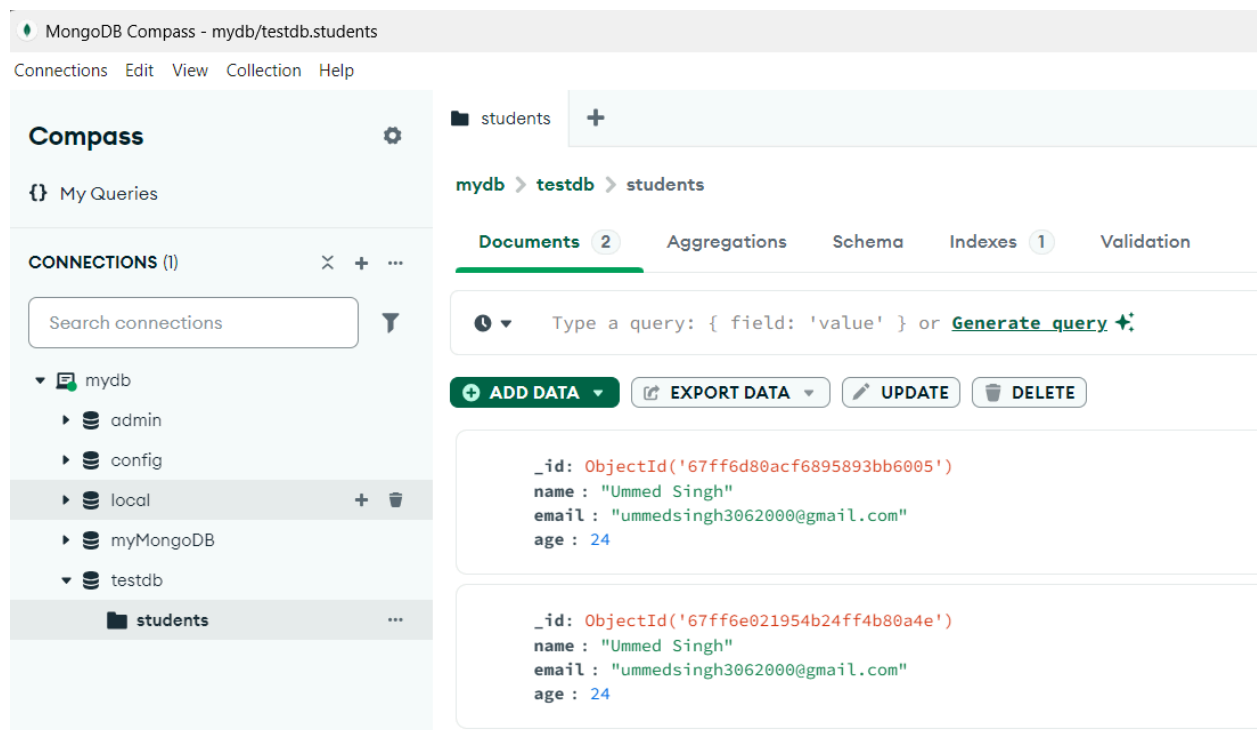 MongoDB Compass - mydb/testdb.students
Connections Edit View Collection Help
Compass
{} My Queries
CONNECTIONS (1)
Search connections
mydb
admin
config
local
myMongoDB
testdb
students
students
mydb > testdb > students
Documents 2 Aggregations Schema Indexes 1 Validation
Type a query: { field: 'value' } or Generate query
ADD DATA EXPORT DATA UPDATE DELETE
_id: ObjectId('67ff6d80acf6895893bb6005')
name : "Ummed Singh"
email : "ummedsingh3062000@gmail.com"
age : 24
_id: ObjectId('67ff6e021954b24ff4b80a4e')
name : "Ummed Singh"
email : "ummedsingh3062000@gmail.com"
age : 24